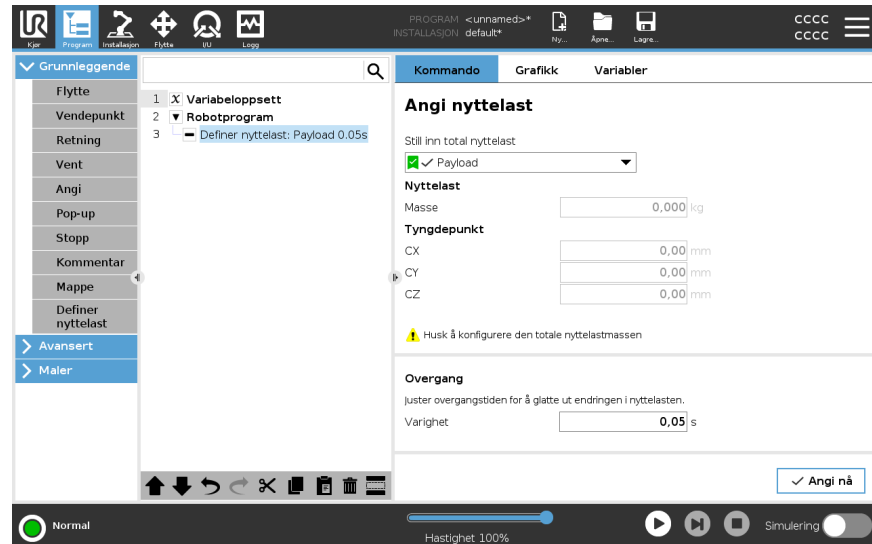 UR
Kjør
Program
Installasjon
Flytte
I/U
Logg
PROGRAM <unnamed>*
INSTALLASJON default*
Ny...
Åpne...
Lagre...
CCCC
CCCC
Grunnleggende
Flytte
Vendepunkt
Retning
Vent
Angi
Pop-up
Stopp
Kommentar
Mappe
Definer
nyttelast
Avansert
Maler
1 X Variabeloppsett
2 Robotprogram
3 Definer nyttelast: Payload 0.05s
Kommando Grafikk Variabler
Angi nyttelast
Still inn total nyttelast
Payload
Nyttelast
Masse 0,000 kg
Tyngdepunkt
CX 0,00 mm
CY 0,00 mm
CZ 0,00 mm
Husk å konfigurere den totale nyttelastmassen
Overgang
Juster overgangstiden for å glatte ut endringen i nyttelasten.
Varighet 0,05 s
Angi nå
Normal
Hastighet 100%
Simulering